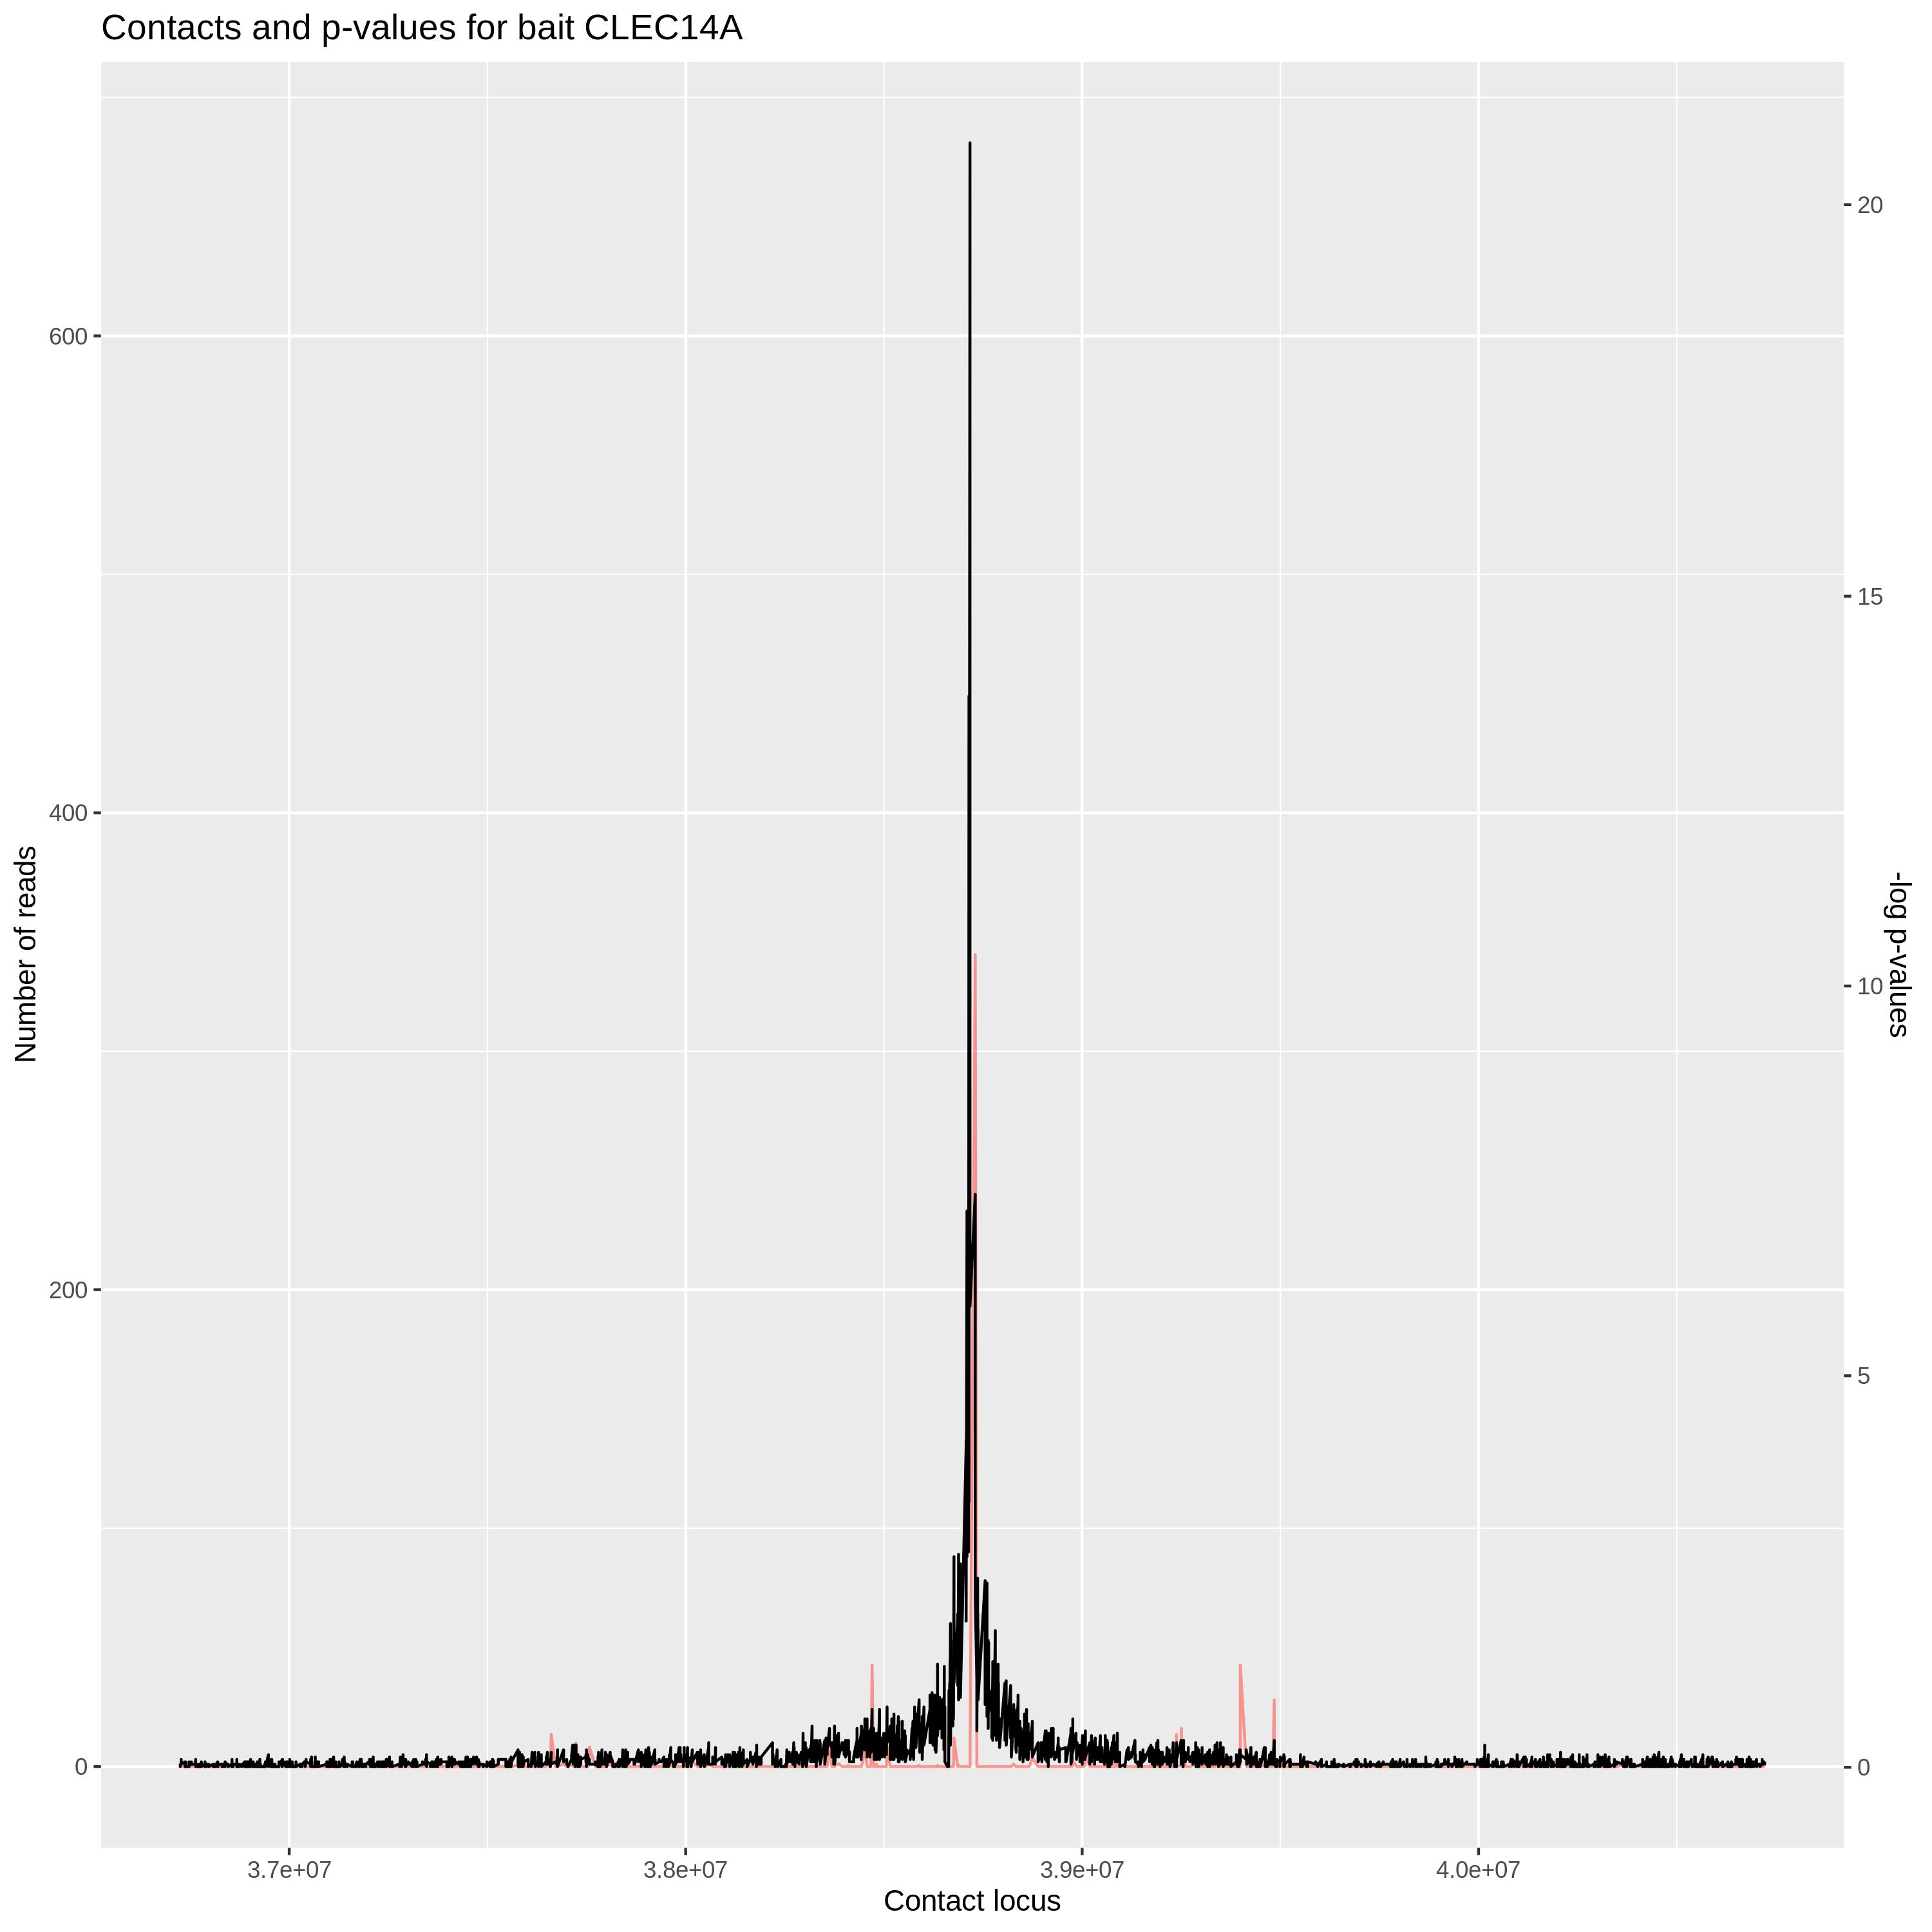 Contacts and p-values for bait CLEC14A
Number of reads
600
400
200
0
20
15
10
5
0
-log p-values
3.7e+07
3.8e+07
3.9e+07
4.0e+07
Contact locus